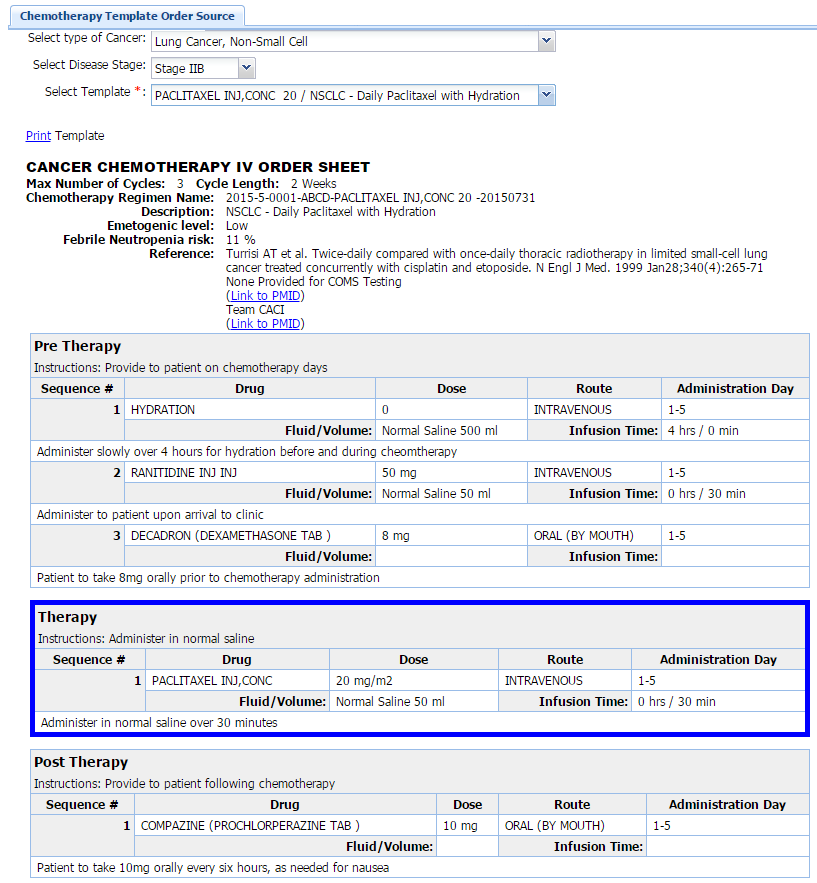 Chemotherapy Template Order Source
Select type of Cancer: Lung Cancer, Non-Small Cell
Select Disease Stage: Stage IIB
Select Template *: PACLITAXEL INJ,CONC 20 / NSCLC - Daily Paclitaxel with Hydration
Print Template
CANCER CHEMOTHERAPY IV ORDER SHEET
Max Number of Cycles: 3 Cycle Length: 2 Weeks
Chemotherapy Regimen Name: 2015-5-0001-ABCD-PACLITAXEL INJ,CONC 20 -20150731
Description: NSCLC - Daily Paclitaxel with Hydration
Emetogenic level: Low
Febrile Neutropenia risk: 11 %
Reference: Turrisi AT et al. Twice-daily compared with once-daily thoracic radiotherapy in limited small-cell lung
cancer treated concurrently with cisplatin and etoposide. N Engl J Med. 1999 Jan28;340(4):265-71
None Provided for COMS Testing
(Link to PMID)
Team CACI
(Link to PMID)
Pre Therapy
Instructions: Provide to patient on chemotherapy days
Sequence # Drug Dose Route Administration Day
1 HYDRATION 0 INTRAVENOUS 1-5
Fluid/Volume: Normal Saline 500 ml Infusion Time: 4 hrs / 0 min
Administer slowly over 4 hours for hydration before and during cheomtherapy
2 RANITIDINE INJ INJ 50 mg INTRAVENOUS 1-5
Fluid/Volume: Normal Saline 50 ml Infusion Time: 0 hrs / 30 min
Administer to patient upon arrival to clinic
3 DECADRON (DEXAMETHASONE TAB ) 8 mg ORAL (BY MOUTH) 1-5
Fluid/Volume: Infusion Time:
Patient to take 8mg orally prior to chemotherapy administration
Therapy
Instructions: Administer in normal saline
Sequence # Drug Dose Route Administration Day
1 PACLITAXEL INJ,CONC 20 mg/m2 INTRAVENOUS 1-5
Fluid/Volume: Normal Saline 50 ml Infusion Time: 0 hrs / 30 min
Administer in normal saline over 30 minutes
Post Therapy
Instructions: Provide to patient following chemotherapy
Sequence # Drug Dose Route Administration Day
1 COMPAZINE (PROCHLORPERAZINE TAB ) 10 mg ORAL (BY MOUTH) 1-5
Fluid/Volume: Infusion Time:
Patient to take 10mg orally every six hours, as needed for nausea